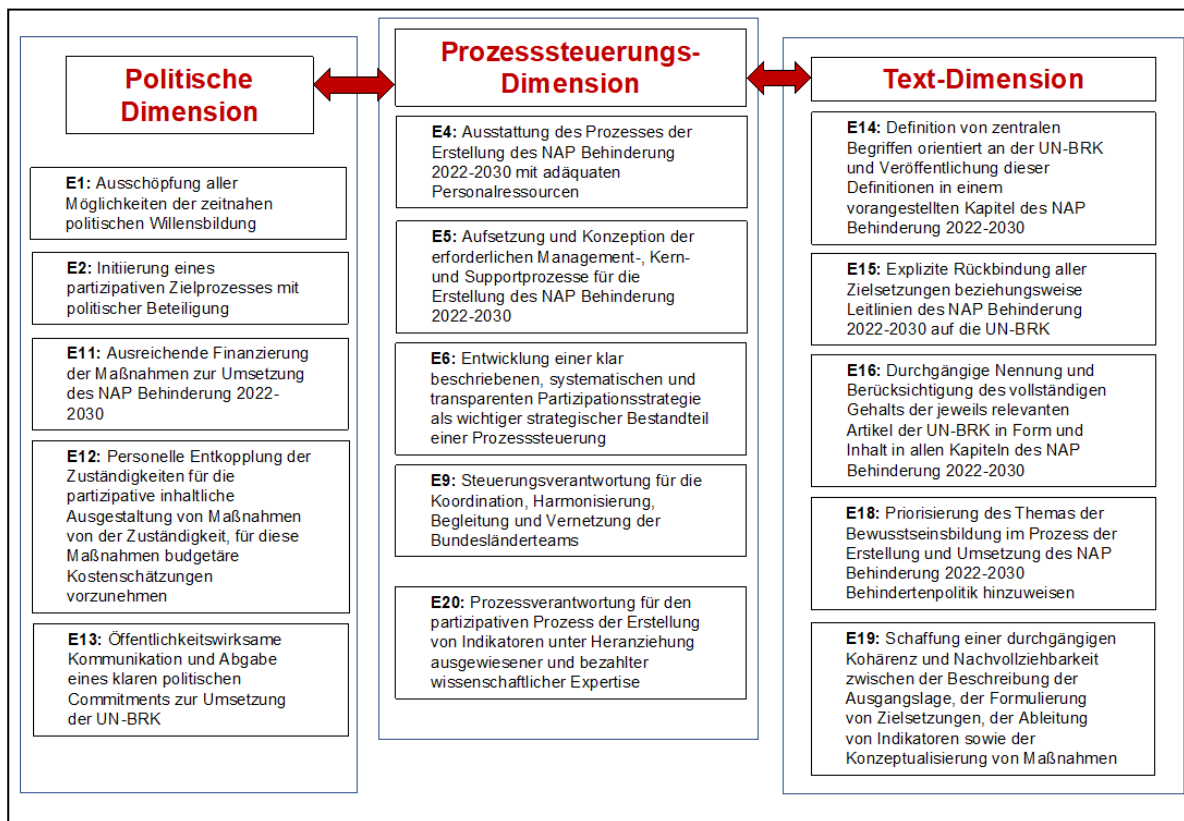 Politische
Dimension
E1: Ausschöpfung aller
Möglichkeiten der zeitnahen
politischen Willensbildung
E2: Initiierung eines
partizipativen Zielprozesses mit
politischer Beteiligung
E11: Ausreichende Finanzierung
der Maßnahmen zur Umsetzung
des NAP Behinderung 2022-
2030
E12: Personelle Entkopplung der
Zuständigkeiten für die
partizipative inhaltliche
Ausgestaltung von Maßnahmen
von der Zuständigkeit, für diese
Maßnahmen budgetäre
Kostenschätzungen
vorzunehmen
E13: Öffentlichkeitswirksame
Kommunikation und Abgabe
eines klaren politischen
Commitments zur Umsetzung
der UN-BRK
Prozesssteuerungs-
Dimension
E4: Ausstattung des Prozesses der
Erstellung des NAP Behinderung
2022-2030 mit adäquaten
Personalressourcen
E5: Aufsetzung und Konzeption der
erforderlichen Management-, Kern-
und Supportprozesse für die
Erstellung des NAP Behinderung
2022-2030
E6: Entwicklung einer klar
beschriebenen, systematischen und
transparenten Partizipationsstrategie
als wichtiger strategischer Bestandteil
einer Prozesssteuerung
E9: Steuerungsverantwortung für die
Koordination, Harmonisierung,
Begleitung und Vernetzung der
Bundesländerteams
E20: Prozessverantwortung für den
partizipativen Prozess der Erstellung
von Indikatoren unter Heranziehung
ausgewiesener und bezahlter
wissenschaftlicher Expertise
Text-Dimension
E14: Definition von zentralen
Begriffen orientiert an der UN-BRK
und Veröffentlichung dieser
Definitionen in einem
vorangestellten Kapitel des NAP
Behinderung 2022-2030
E15: Explizite Rückbindung aller
Zielsetzungen beziehungsweise
Leitlinien des NAP Behinderung
2022-2030 auf die UN-BRK
E16: Durchgängige Nennung und
Berücksichtigung des vollständigen
Gehalts der jeweils relevanten
Artikel der UN-BRK in Form und
Inhalt in allen Kapiteln des NAP
Behinderung 2022-2030
E18: Priorisierung des Themas der
Bewusstseinsbildung im Prozess der
Erstellung und Umsetzung des NAP
Behinderung 2022-2030
Behindertenpolitik hinzuweisen
E19: Schaffung einer durchgängigen
Kohärenz und Nachvollziehbarkeit
zwischen der Beschreibung der
Ausgangslage, der Formulierung
von Zielsetzungen, der Ableitung
von Indikatoren sowie der
Konzeptualisierung von Maßnahmen